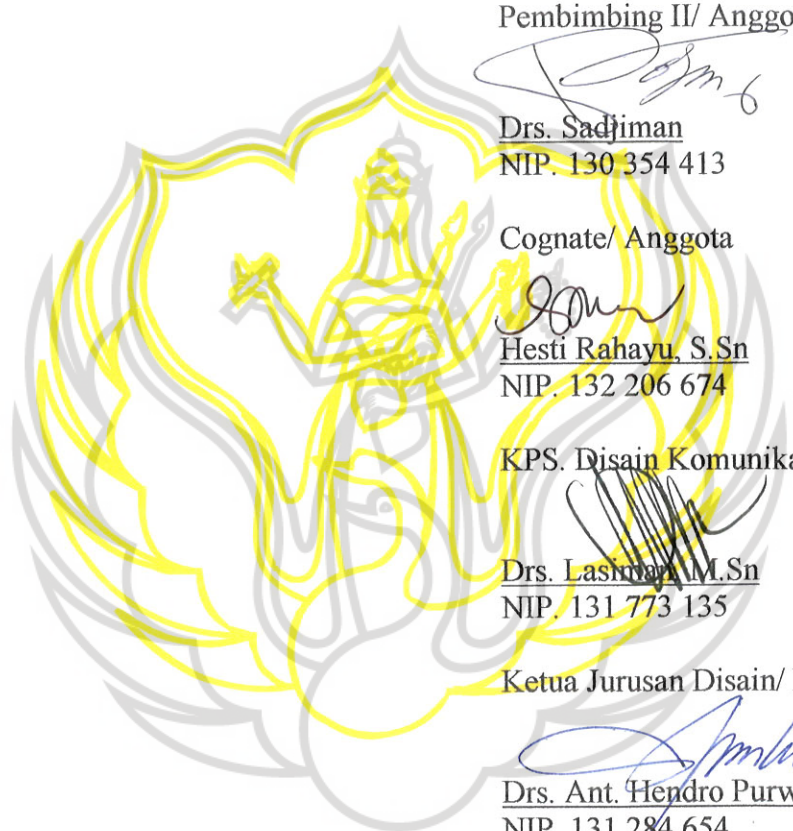 Pembimbing II/ Anggo
Drs. Sadjiman
NIP. 130 354 413
Cognate/ Anggota
Hesti Rahayu, S.Sn
NIP. 132 206 674
KPS. Disain Komunika
Drs. Lasiman, M.Sn
NIP. 131 773 135
Ketua Jurusan Disain/
Drs. Ant. Hendro Purw
NIP. 131 284 654